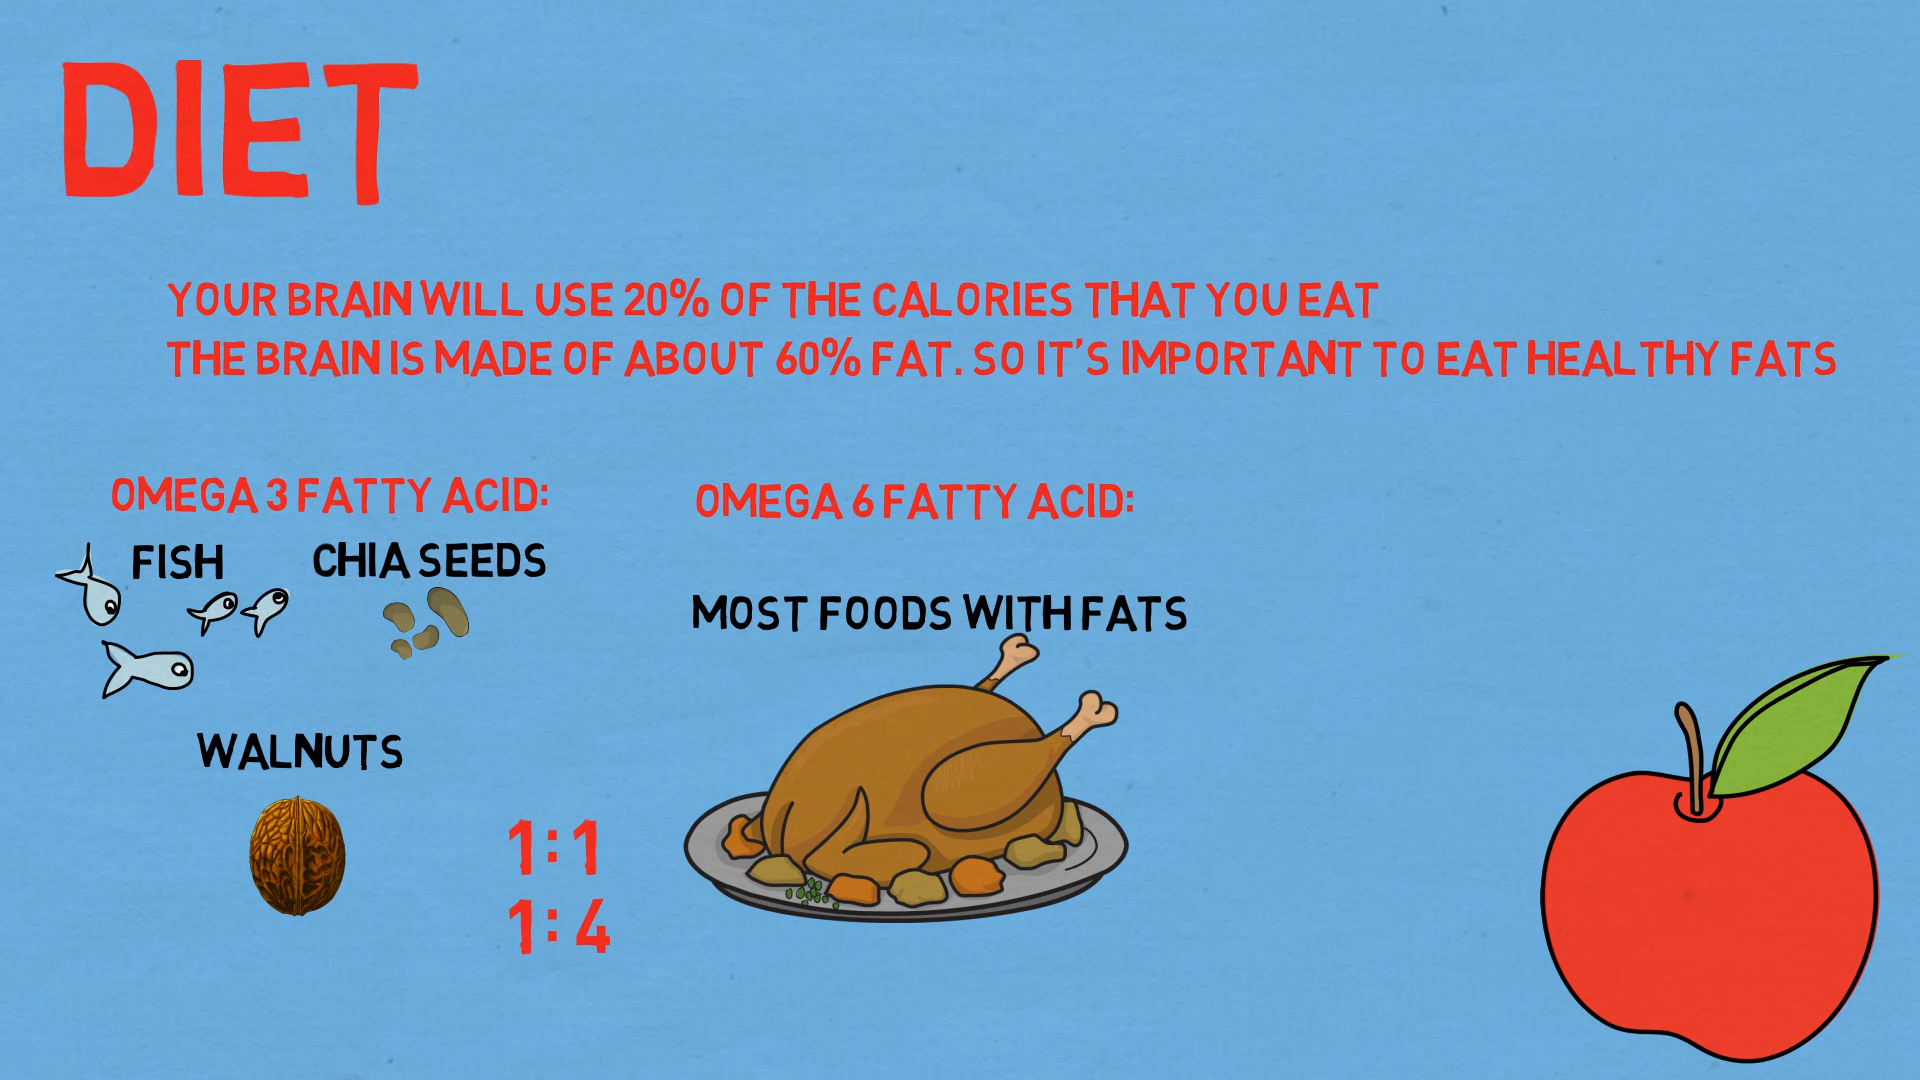 DIET
YOUR BRAIN WILL USE 20% OF THE CALORIES THAT YOU EAT
THE BRAIN IS MADE OF ABOUT 60% FAT. SO IT'S IMPORTANT TO EAT HEALTHY FATS
OMEGA 3 FATTY ACID:
FISH
CHIA SEEDS
WALNUTS
OMEGA 6 FATTY ACID:
MOST FOODS WITH FATS
1:1
1:4